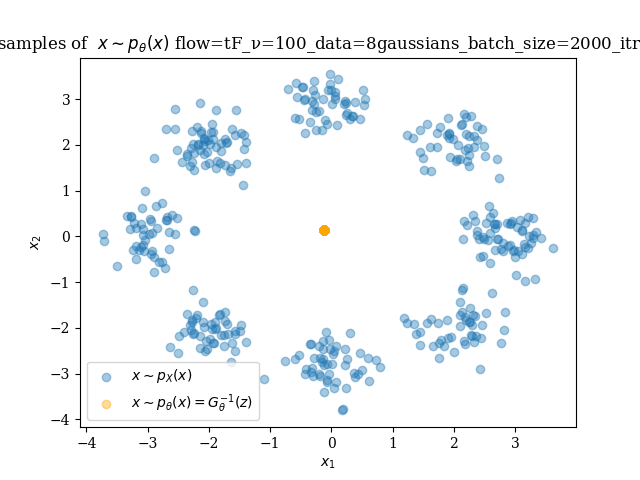 samples of x ~ pθ(x) flow=tF_ν=100_data=8gaussians_batch_size=2000_itr
3
2
1
0
−1
−2
−3
−4
x₂
x ~ pX(x)
x ~ pθ(x) = Gθ⁻¹(z)
−4 −3 −2 −1 0 1 2 3
x₁